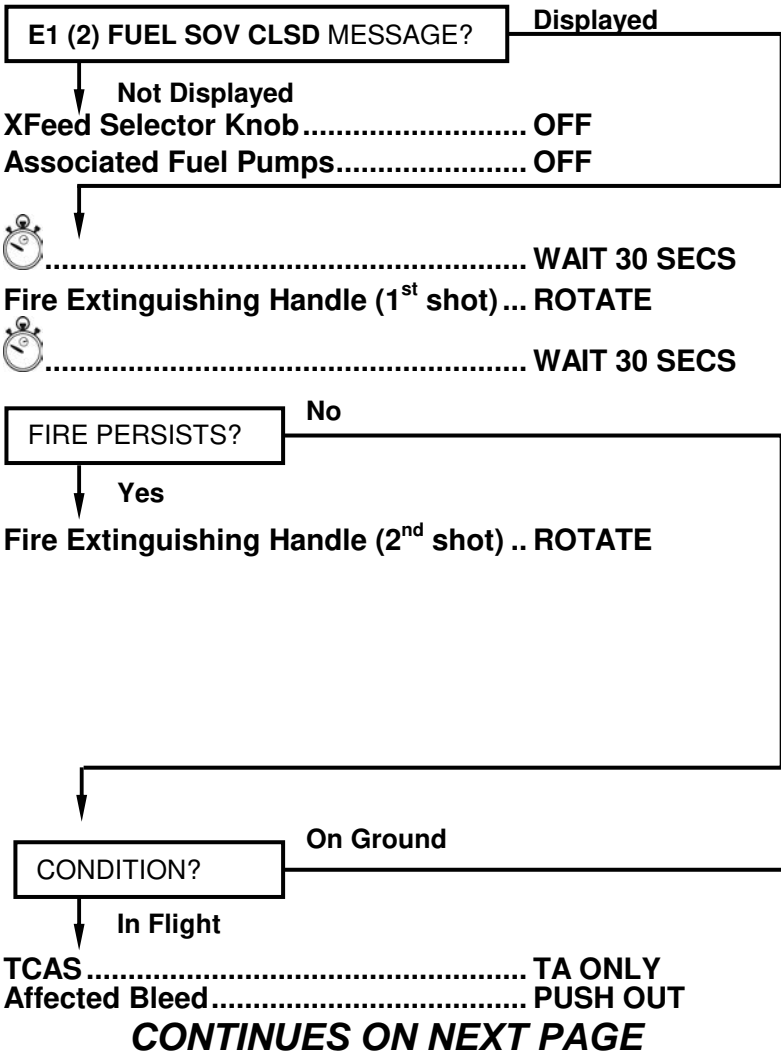 Displayed
E1 (2) FUEL SOV CLSD MESSAGE?
Not Displayed
XFeed Selector Knob........................... OFF
Associated Fuel Pumps....................... OFF
.......................................................... WAIT 30 SECS
Fire Extinguishing Handle (1st shot) ... ROTATE
.......................................................... WAIT 30 SECS
No
FIRE PERSISTS?
Yes
Fire Extinguishing Handle (2nd shot) .. ROTATE
On Ground
CONDITION?
In Flight
TCAS ..................................................... TA ONLY
Affected Bleed...................................... PUSH OUT
CONTINUES ON NEXT PAGE